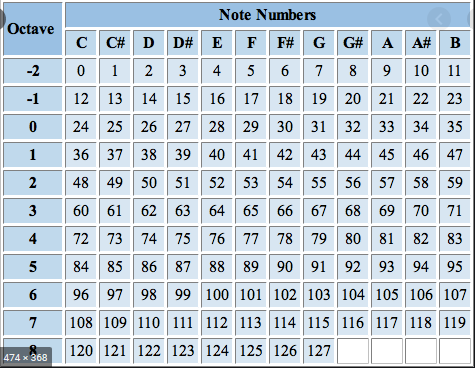 Octave Note Numbers
C C# D D# E F F# G G# A A# B
-2 0 1 2 3 4 5 6 7 8 9 10 11
-1 12 13 14 15 16 17 18 19 20 21 22 23
0 24 25 26 27 28 29 30 31 32 33 34 35
1 36 37 38 39 40 41 42 43 44 45 46 47
2 48 49 50 51 52 53 54 55 56 57 58 59
3 60 61 62 63 64 65 66 67 68 69 70 71
4 72 73 74 75 76 77 78 79 80 81 82 83
5 84 85 86 87 88 89 90 91 92 93 94 95
6 96 97 98 99 100 101 102 103 104 105 106 107
7 108 109 110 111 112 113 114 115 116 117 118 119
8 120 121 122 123 124 125 126 127
474 × 368